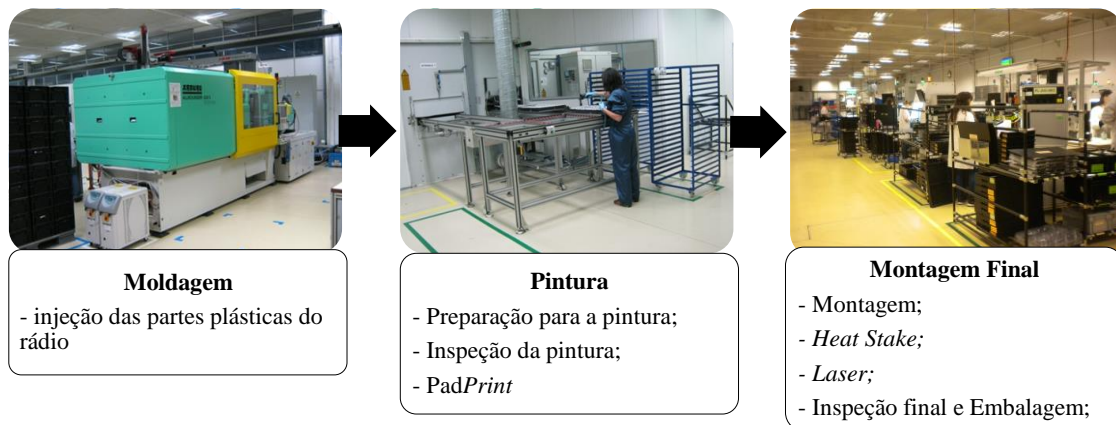 Moldagem
- injeção das partes plásticas do
rádio
Pintura
- Preparação para a pintura;
- Inspeção da pintura;
- PadPrint
Montagem Final
- Montagem;
- Heat Stake;
- Laser;
- Inspeção final e Embalagem;